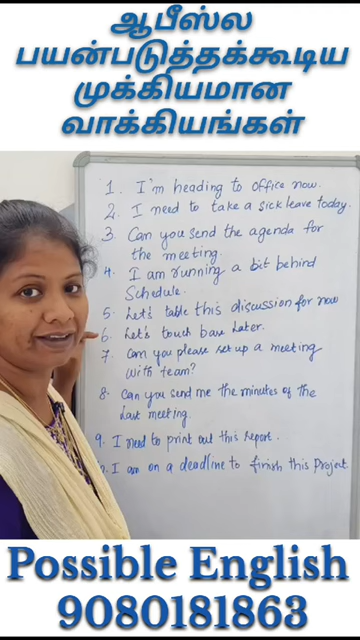 ஆபீஸ்ல
பயன்படுத்தக்கூடிய
முக்கியமான
வாக்கியங்கள்
1. I'm heading to office now.
2. I need to take a sick leave today.
3. Can you send the agenda for
the meeting.
4. I am running a bit behind
Schedule.
5. Let's table this discussion for now
6. Let's touch base later.
7. Can you please set up a meeting
with team?
8. Can you send me the minutes of the
last meeting.
9. I need to print out this report.
I am on a deadline to finish this Project.
Possible English
9080181863